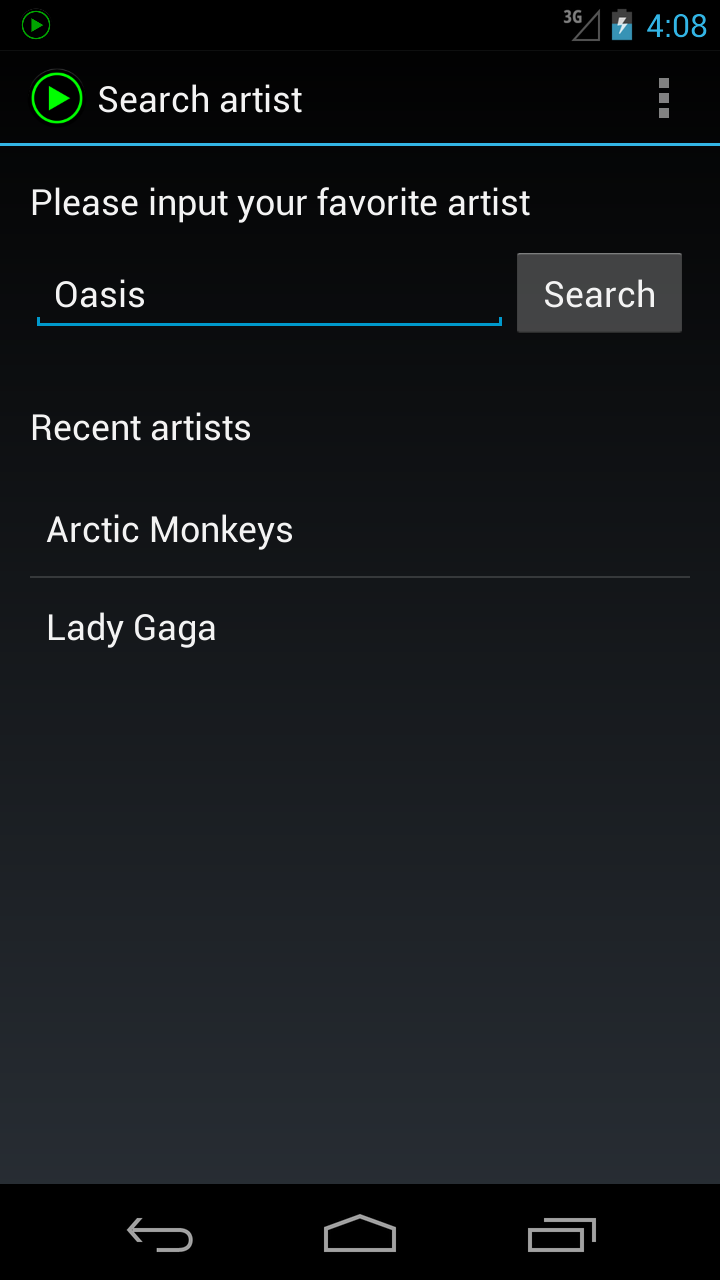 3G 4:08
Search artist
Please input your favorite artist
Oasis Search
Recent artists
Arctic Monkeys
Lady Gaga